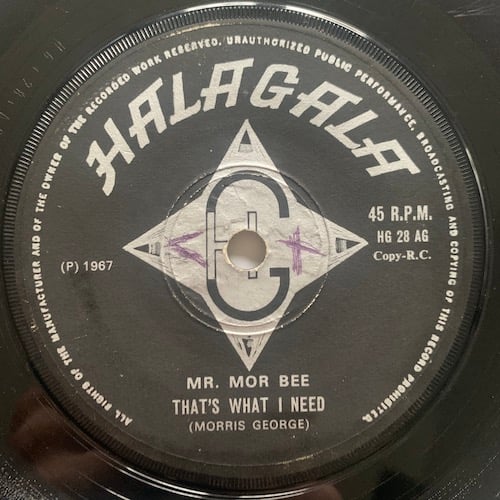 ALL RIGHTS OF THE MANUFACTURER AND OF THE OWNER OF THE RECORDED WORK RESERVED. UNAUTHORIZED PUBLIC PERFORMANCE, BROADCASTING AND COPYING OF THIS RECORD PROHIBITED
HALAGALA
45 R.P.M.
HG 28 AG
Copy-R.C.
(P) 1967
HG
MR. MOR BEE
THAT'S WHAT I NEED
(MORRIS GEORGE)